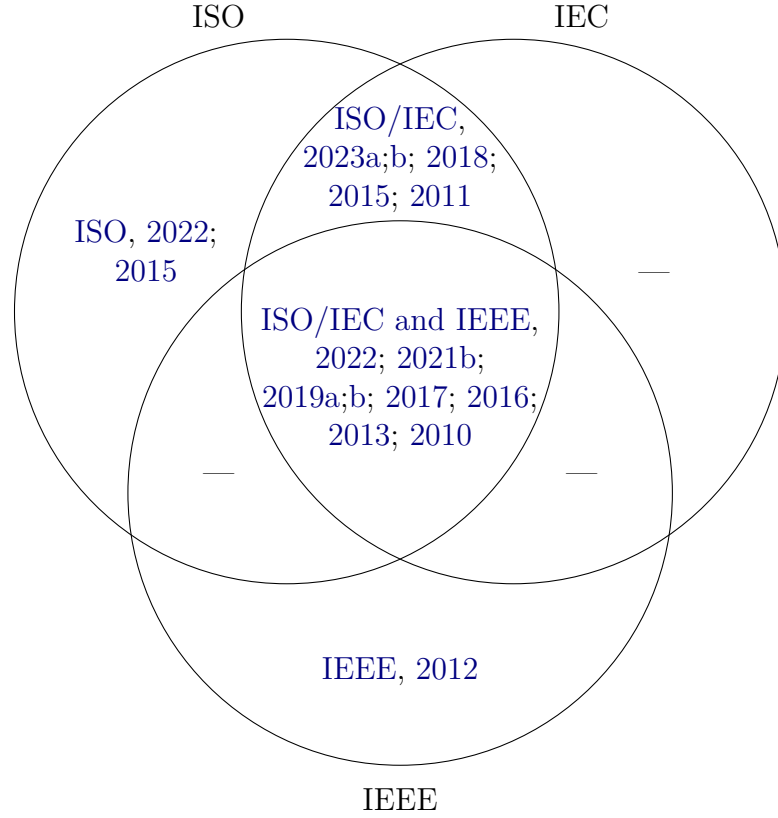 ISO
IEC
ISO/IEC,
2023a;b; 2018;
2015; 2011
ISO, 2022;
2015
—
ISO/IEC and IEEE,
2022; 2021b;
2019a;b; 2017; 2016;
2013; 2010
—
—
IEEE, 2012
IEEE